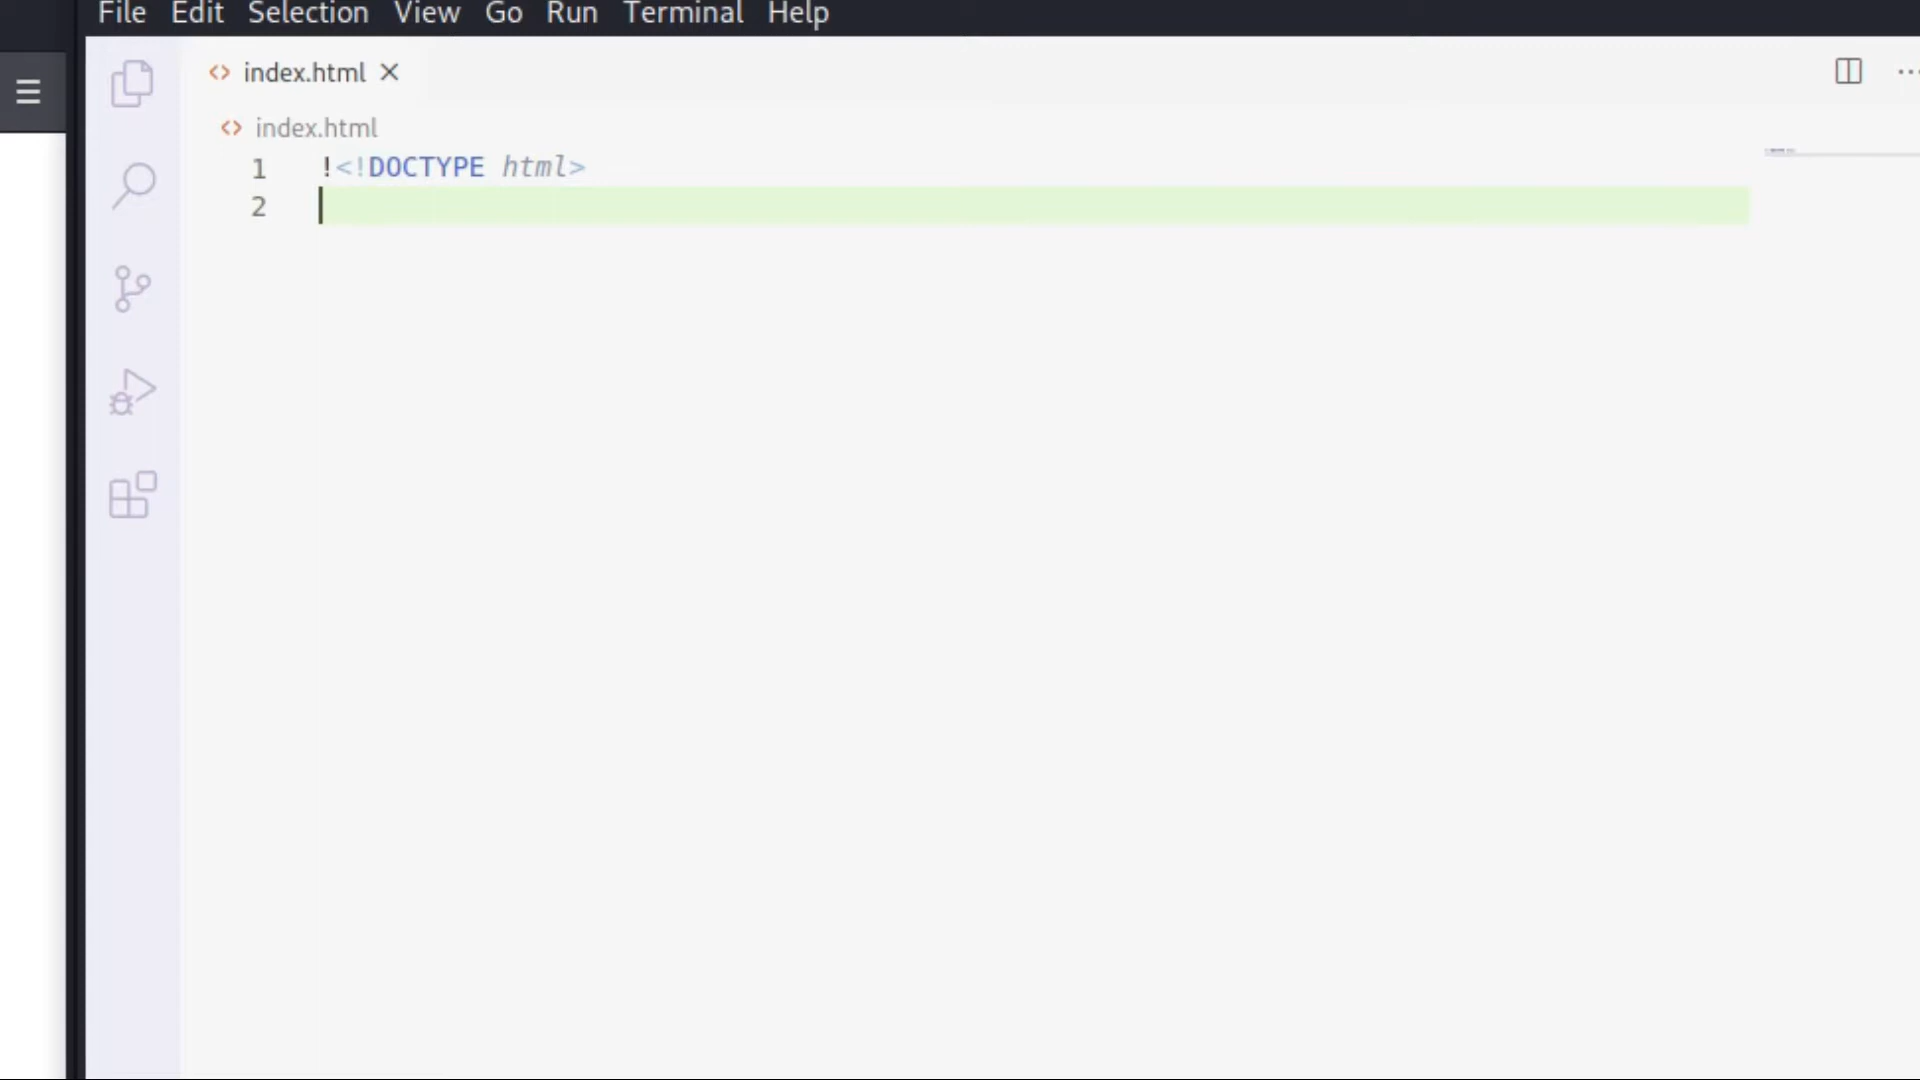 File Edit Selection View Go Run Terminal Help
index.html
index.html
1 !<!DOCTYPE html>
2